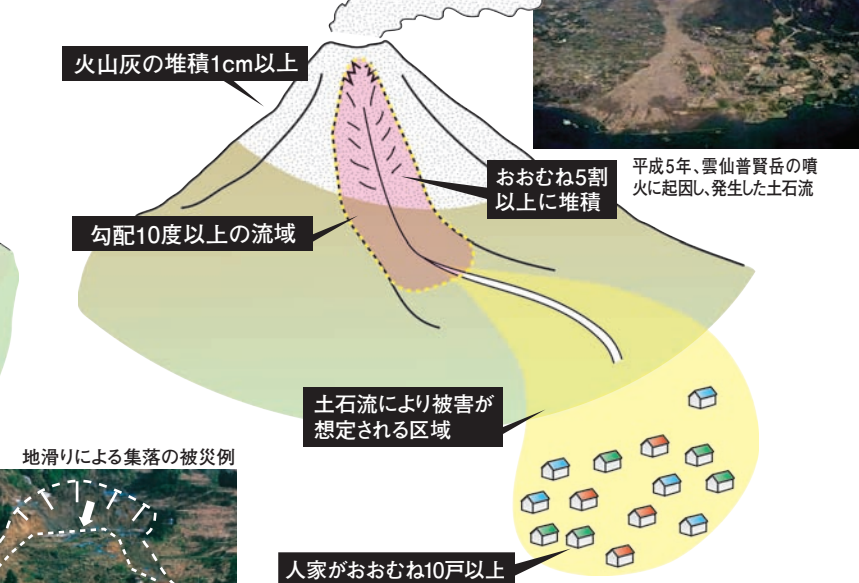 火山灰の堆積1cm以上
おおむね5割
以上に堆積
平成5年、雲仙普賢岳の噴
火に起因し、発生した土石流
勾配10度以上の流域
土石流により被害が
想定される区域
地滑りによる集落の被災例
人家がおおむね10戸以上